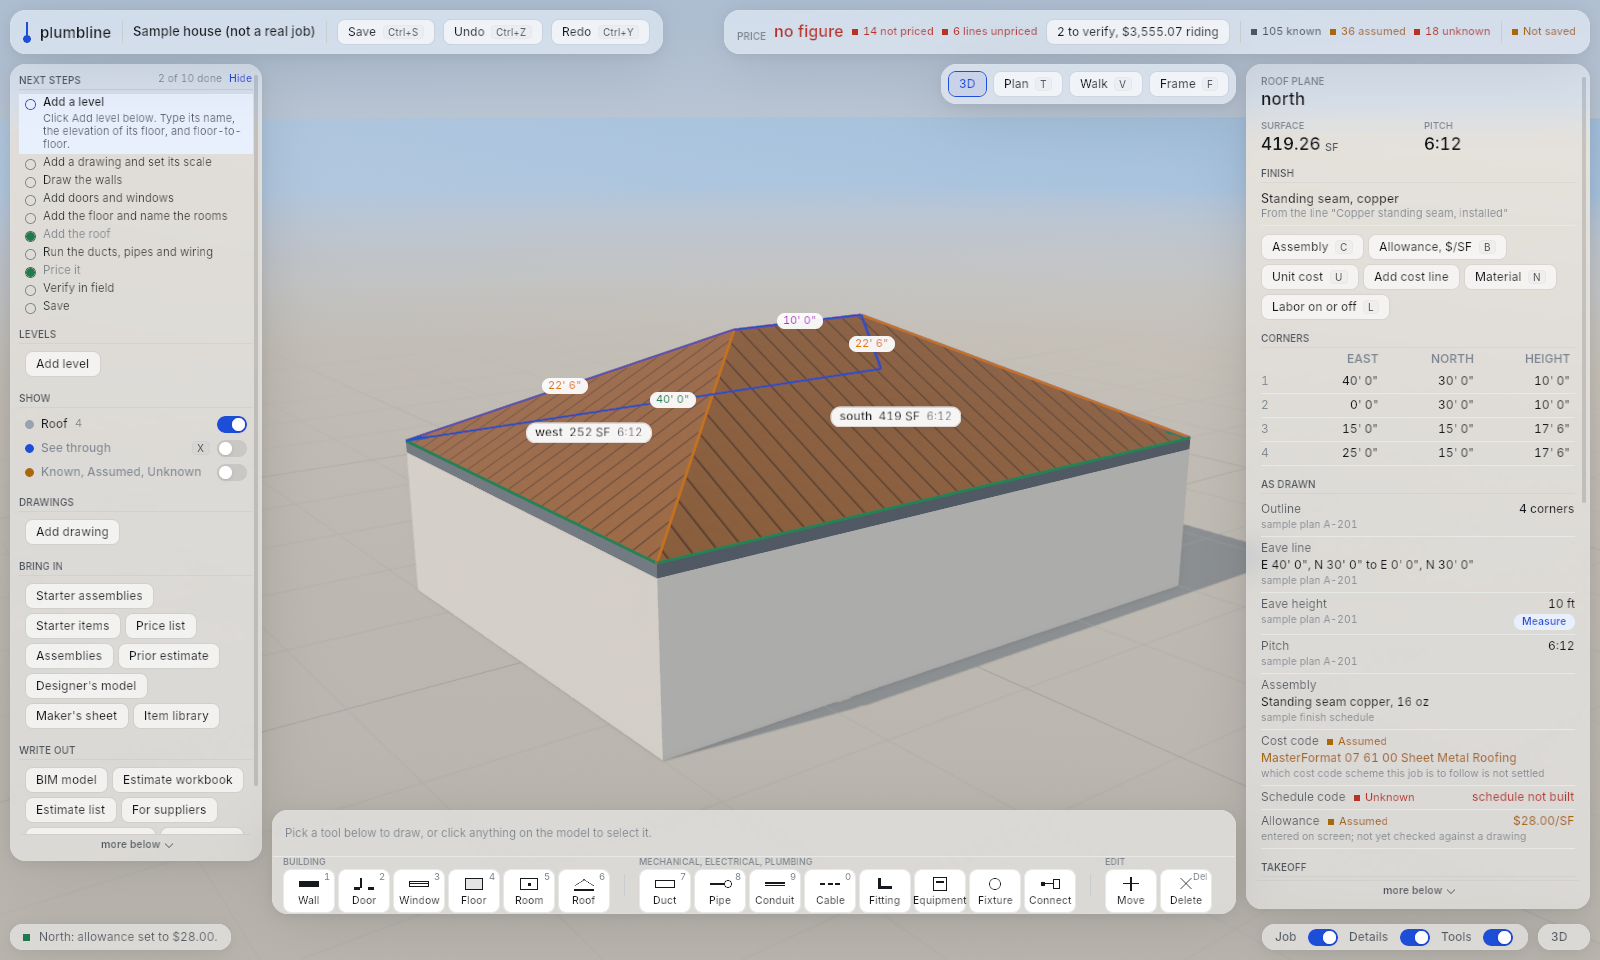 plumbline
Sample house (not a real job)
Save Ctrl+S
Undo Ctrl+Z
Redo Ctrl+Y
PRICE no figure
14 not priced
6 lines unpriced
2 to verify, $3,555.07 riding
105 known
36 assumed
18 unknown
Not saved
NEXT STEPS
2 of 10 done Hide
Add a level
Click Add level below. Type its name,
the elevation of its floor, and floor-to-
floor.
Add a drawing and set its scale
Draw the walls
Add doors and windows
Add the floor and name the rooms
Add the roof
Run the ducts, pipes and wiring
Price it
Verify in field
Save
LEVELS
Add level
SHOW
Roof 4
See through X
Known, Assumed, Unknown
DRAWINGS
Add drawing
BRING IN
Starter assemblies
Starter items
Price list
Assemblies
Prior estimate
Designer's model
Maker's sheet
Item library
WRITE OUT
BIM model
Estimate workbook
Estimate list
For suppliers
more below
3D
Plan T
Walk V
Frame F
10' 0"
22' 6"
22' 6"
40' 0"
south 419 SF 6:12
west 252 SF 6:12
ROOF PLANE
north
SURFACE PITCH
419.26 SF 6:12
FINISH
Standing seam, copper
From the line "Copper standing seam, installed"
Assembly C
Allowance, $/SF B
Unit cost U
Add cost line
Material N
Labor on or off L
CORNERS
EAST NORTH HEIGHT
1 40' 0" 30' 0" 10' 0"
2 0' 0" 30' 0" 10' 0"
3 15' 0" 15' 0" 17' 6"
4 25' 0" 15' 0" 17' 6"
AS DRAWN
Outline 4 corners
sample plan A-201
Eave line
E 40' 0", N 30' 0" to E 0' 0", N 30' 0"
sample plan A-201
Eave height 10 ft
sample plan A-201 Measure
Pitch 6:12
sample plan A-201
Assembly
Standing seam copper, 16 oz
sample finish schedule
Cost code Assumed
MasterFormat 07 61 00 Sheet Metal Roofing
which cost code scheme this job is to follow is not settled
Schedule code Unknown schedule not built
Allowance Assumed $28.00/SF
entered on screen; not yet checked against a drawing
TAKEOFF
more below
Pick a tool below to draw, or click anything on the model to select it.
BUILDING
Wall 1
Door 2
Window 3
Floor 4
Room 5
Roof 6
MECHANICAL, ELECTRICAL, PLUMBING
Duct 7
Pipe 8
Conduit 9
Cable 0
Fitting
Equipment
Fixture
Connect
EDIT
Move
Delete Del
North: allowance set to $28.00.
Job
Details
Tools
3D